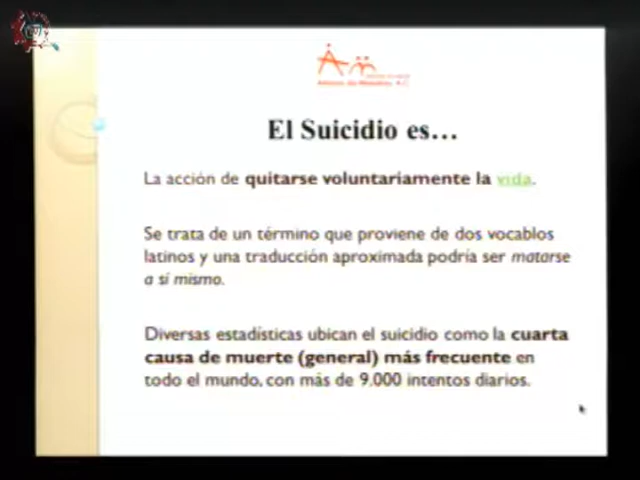 El Suicidio es...
La acción de quitarse voluntariamente la vida.
Se trata de un término que proviene de dos vocablos
latinos y una traducción aproximada podría ser matarse
a sí mismo.
Diversas estadísticas ubican el suicidio como la cuarta
causa de muerte (general) más frecuente en
todo el mundo, con más de 9.000 intentos diarios.